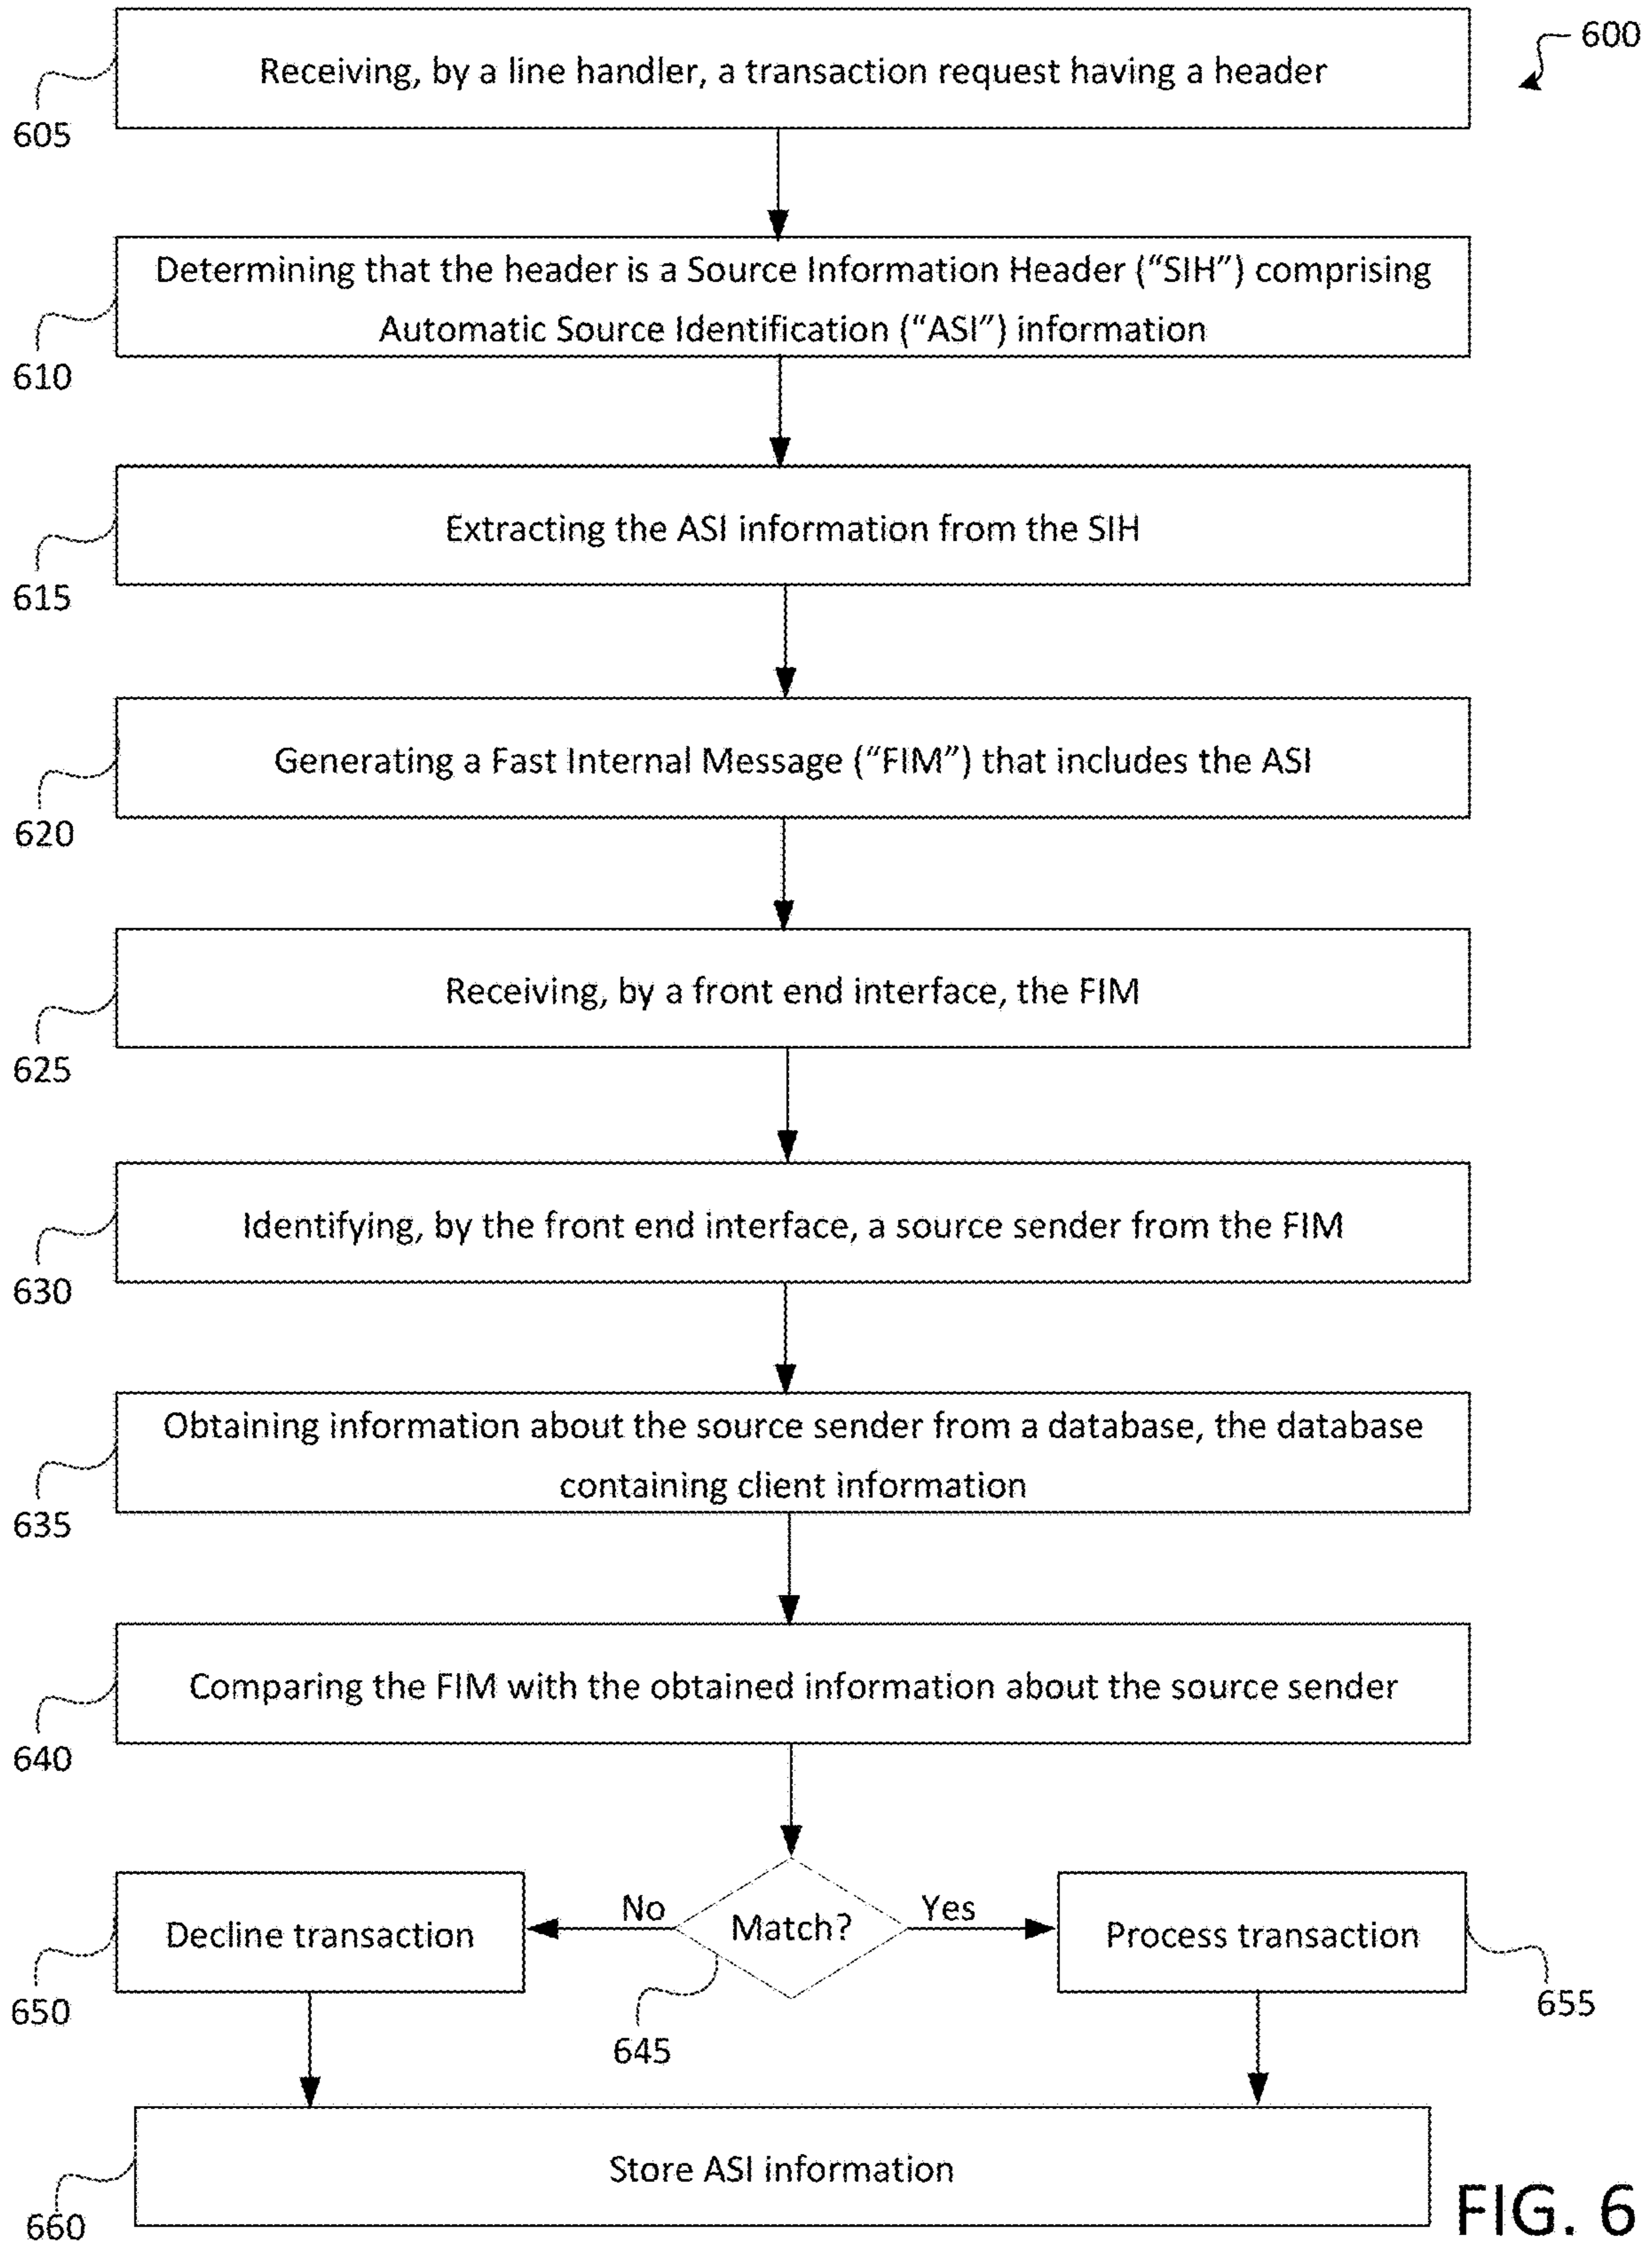 600
Receiving, by a line handler, a transaction request having a header
605
Determining that the header is a Source Information Header (“SIH”) comprising
Automatic Source Identification (“ASI”) information
610
Extracting the ASI information from the SIH
615
Generating a Fast Internal Message (“FIM”) that includes the ASI
620
Receiving, by a front end interface, the FIM
625
Identifying, by the front end interface, a source sender from the FIM
630
Obtaining information about the source sender from a database, the database
containing client information
635
Comparing the FIM with the obtained information about the source sender
640
No
Match?
Yes
Decline transaction
Process transaction
650
645
655
Store ASI information
660
FIG. 6